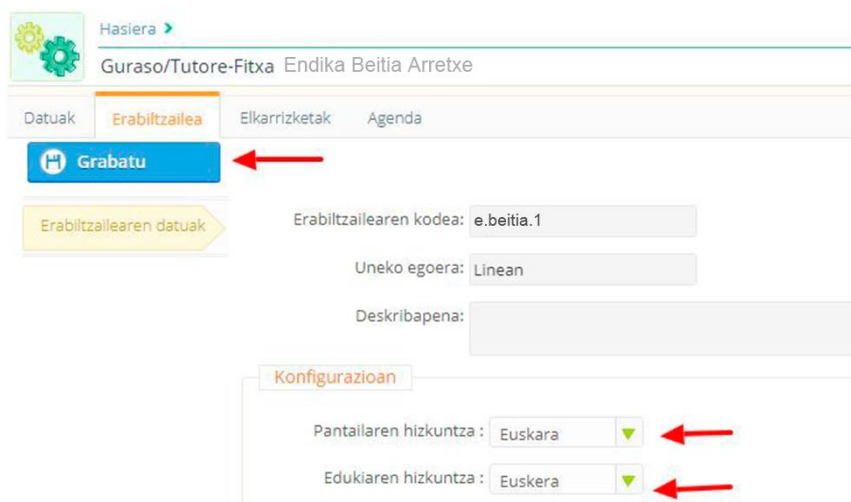 Hasiera >
Guraso/Tutore-Fitxa Endika Beitia Arretxe
Datuak Erabiltzailea Elkarrizketak Agenda
Grabatu
Erabiltzailearen datuak
Erabiltzailearen kodea: e.beitia.1
Uneko egoera: Linean
Deskribapena:
Konfigurazioan
Pantailaren hizkuntza : Euskara
Edukiaren hizkuntza : Euskera